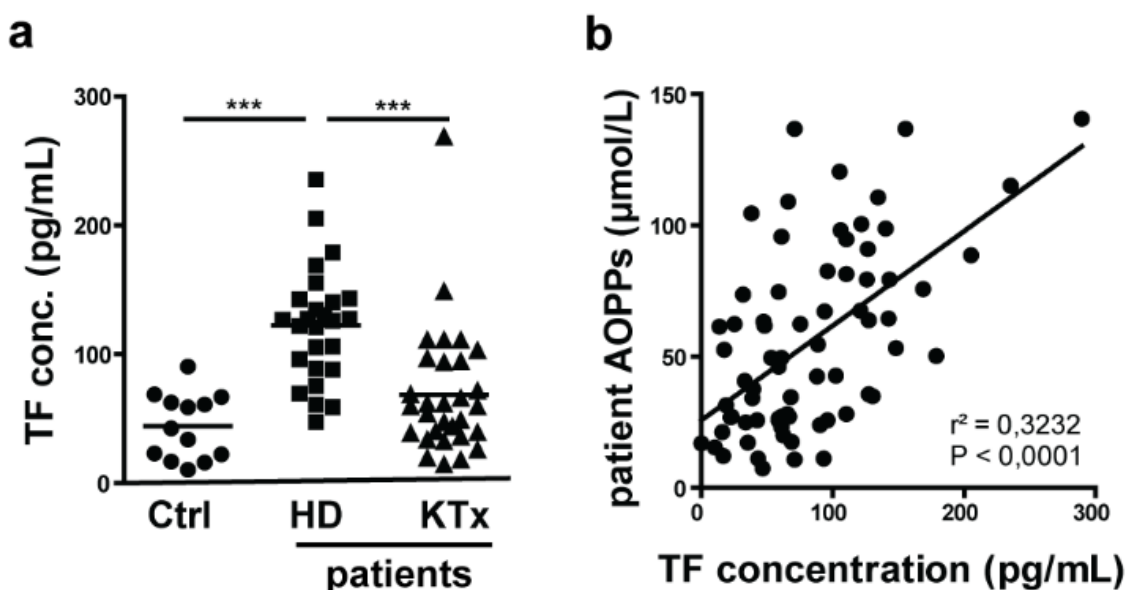 a
TF conc. (pg/mL)
300
200
100
0
***
***
Ctrl
HD
KTx
patients
b
patient AOPPs (μmol/L)
150
100
50
0
r² = 0,3232
P < 0,0001
0
100
200
300
TF concentration (pg/mL)